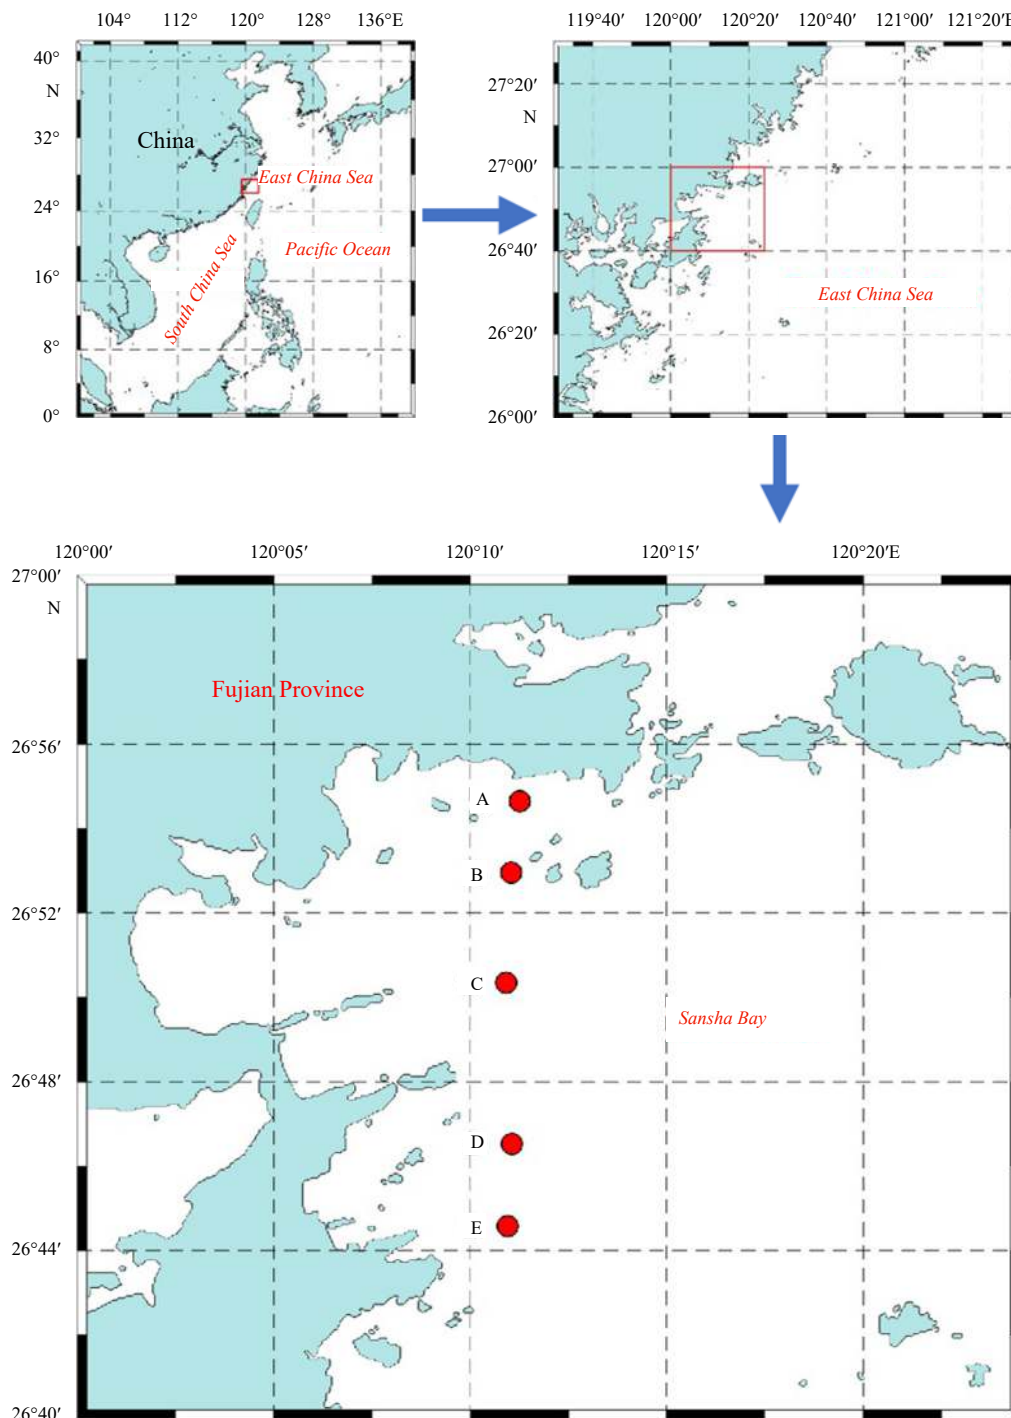 104° 112° 120° 128° 136°E
40°
N
32°
24°
16°
8°
0°
China
East China Sea
Pacific Ocean
South China Sea
119°40′ 120°00′ 120°20′ 120°40′ 121°00′ 121°20′E
27°20′
N
27°00′
26°40′
26°20′
26°00′
East China Sea
120°00′ 120°05′ 120°10′ 120°15′ 120°20′E
27°00′
N
26°56′
26°52′
26°48′
26°44′
26°40′
Fujian Province
A
B
C
Sansha Bay
D
E